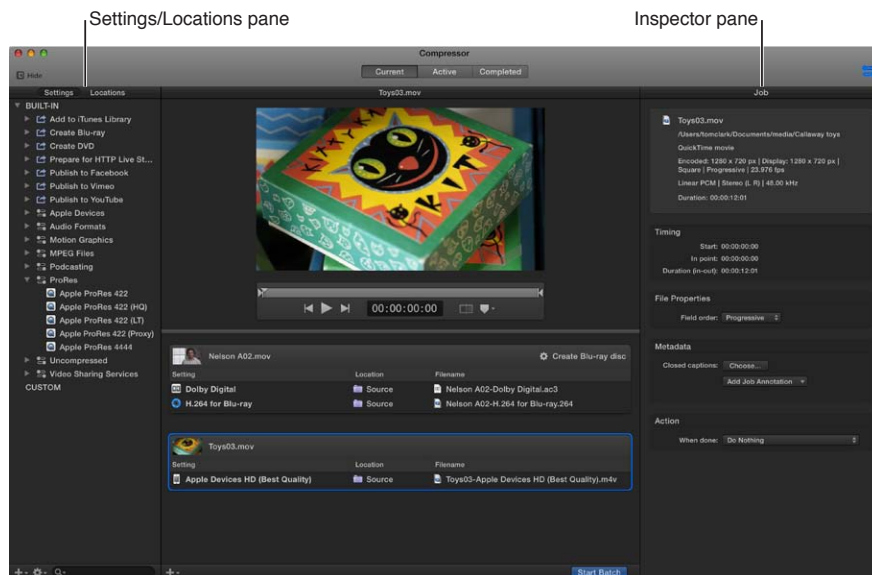 Settings/Locations pane
Inspector pane
Compressor
Hide
Current Active Completed
Settings Locations
Toys03.mov
Job
BUILT-IN
Add to iTunes Library
Create Blu-ray
Create DVD
Prepare for HTTP Live St...
Publish to Facebook
Publish to Vimeo
Publish to YouTube
Apple Devices
Audio Formats
Motion Graphics
MPEG Files
Podcasting
ProRes
Apple ProRes 422
Apple ProRes 422 (HQ)
Apple ProRes 422 (LT)
Apple ProRes 422 (Proxy)
Apple ProRes 4444
Uncompressed
Video Sharing Services
CUSTOM
KITTYKAT
KIT
00:00:00:00
Nelson A02.mov
Create Blu-ray disc
Setting Location Filename
Dolby Digital Source Nelson A02-Dolby Digital.ac3
H.264 for Blu-ray Source Nelson A02-H.264 for Blu-ray.264
Toys03.mov
Setting Location Filename
Apple Devices HD (Best Quality) Source Toys03-Apple Devices HD (Best Quality).m4v
Start Batch
Toys03.mov
/Users/tomclark/Documents/media/Callaway toys
QuickTime movie
Encoded: 1280 x 720 px | Display: 1280 x 720 px |
Square | Progressive | 23.976 fps
Linear PCM | Stereo (L R) | 48.00 kHz
Duration: 00:00:12:01
Timing
Start: 00:00:00:00
In point: 00:00:00:00
Duration (in-out): 00:00:12:01
File Properties
Field order: Progressive
Metadata
Closed captions: Choose...
Add Job Annotation
Action
When done: Do Nothing